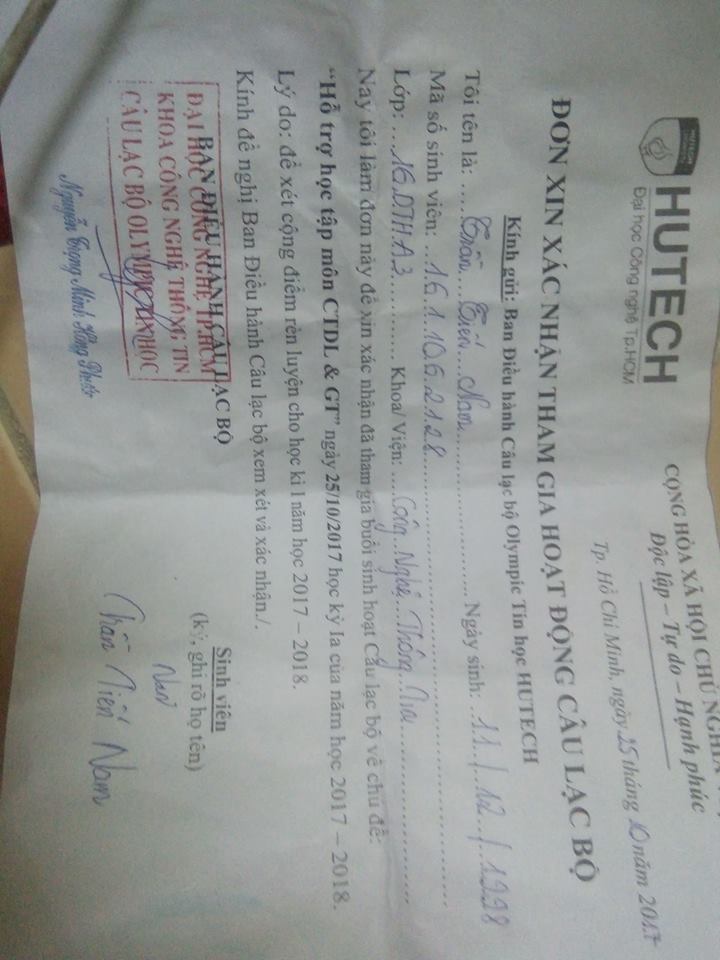 HUTECH
Đại học Công nghệ Tp.HCM
CỘNG HÒA XÃ HỘI CHỦ NGHĨA
Độc lập – Tự do – Hạnh phúc
Tp. Hồ Chí Minh, ngày 25 tháng 10 năm 2017
ĐƠN XIN XÁC NHẬN THAM GIA HOẠT ĐỘNG CÂU LẠC BỘ
Kính gửi: Ban Điều hành Câu lạc bộ Olympic Tin học HUTECH
Tôi tên là: Trần Tiến Nam Ngày sinh: 11/12/1998
Mã số sinh viên: 1611062128
Lớp: 16DTHA3 Khoa/ Viện: Công Nghệ Thông Tin
Nay tôi làm đơn này để xin xác nhận đã tham gia buổi sinh hoạt Câu lạc bộ về chủ đề:
“Hỗ trợ học tập môn CTDL & GT” ngày 25/10/2017 học kỳ 1a của năm học 2017 – 2018.
Lý do: để xét cộng điểm rèn luyện cho học kì 1 năm học 2017 – 2018.
Kính đề nghị Ban Điều hành Câu lạc bộ xem xét và xác nhận./.
BAN ĐIỀU HÀNH CÂU LẠC BỘ
ĐẠI HỌC CÔNG NGHỆ TP.HCM
KHOA CÔNG NGHỆ THÔNG TIN
CÂU LẠC BỘ OLYMPIC TIN HỌC
Nguyễn Trọng Minh Hồng Phước
Sinh viên
(ký, ghi rõ họ tên)
Nam
Trần Tiến Nam